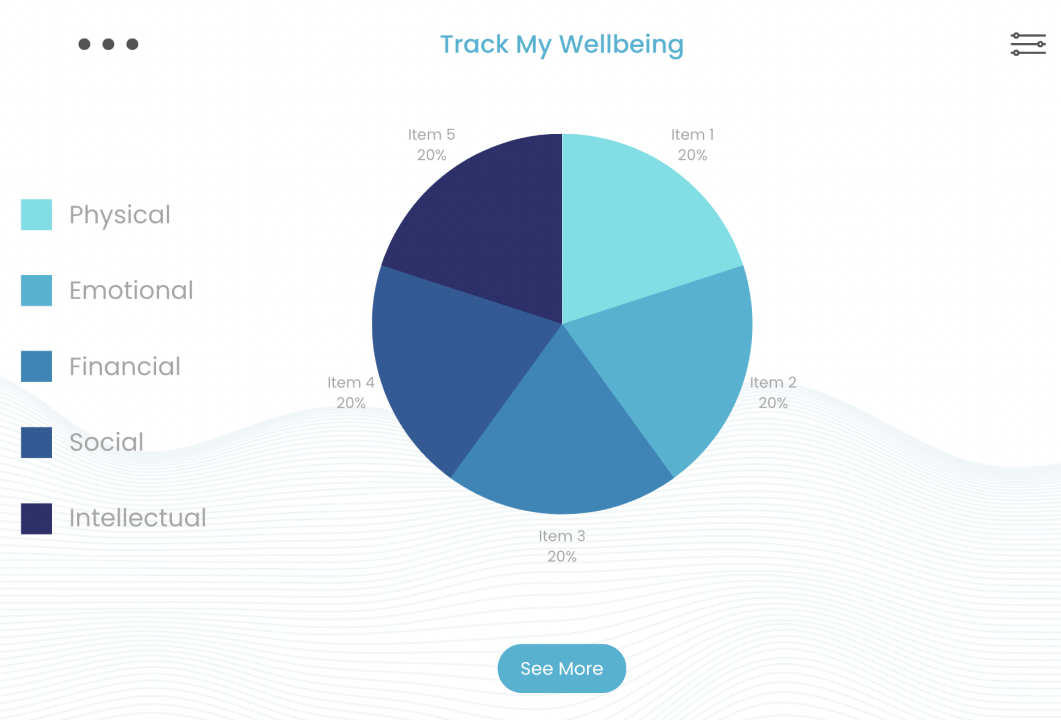 Track My Wellbeing
Item 5
20%
Item 1
20%
Physical
Emotional
Financial
Social
Intellectual
Item 4
20%
Item 2
20%
Item 3
20%
See More